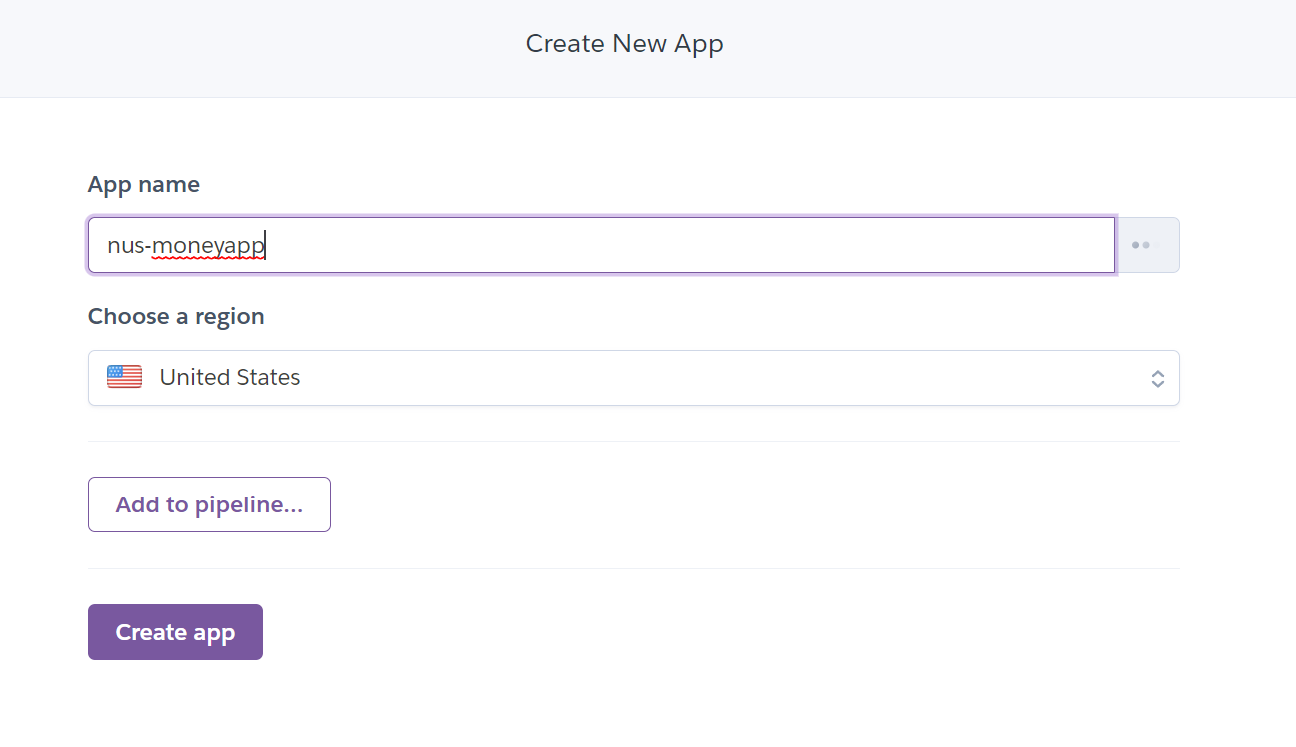 Create New App
App name
nus-moneyapp
Choose a region
United States
Add to pipeline...
Create app